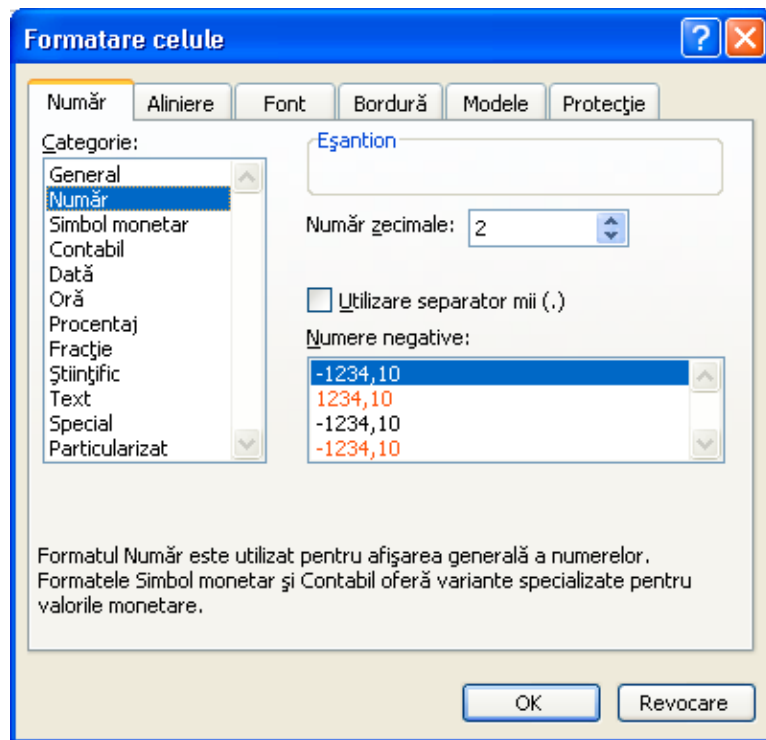 Formatare celule
Număr Aliniere Font Bordură Modele Protecţie
Categorie:
General
Număr
Simbol monetar
Contabil
Dată
Oră
Procentaj
Fracţie
Ştiinţific
Text
Special
Particularizat
Eşantion
Număr zecimale: 2
Utilizare separator mii (.)
Numere negative:
-1234,10
1234,10
-1234,10
-1234,10
Formatul Număr este utilizat pentru afişarea generală a numerelor.
Formatele Simbol monetar şi Contabil oferă variante specializate pentru
valorile monetare.
OK Revocare